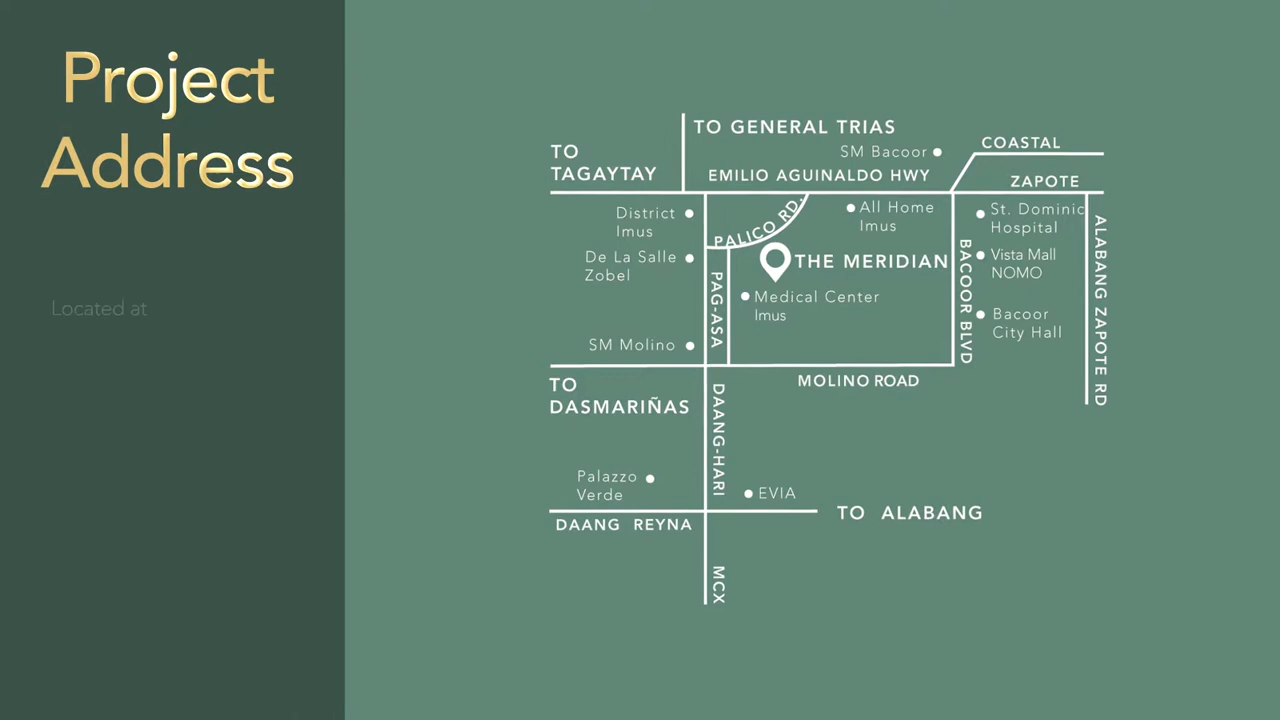 Project
Address
Located at
TO GENERAL TRIAS
TO
TAGAYTAY
SM Bacoor
COASTAL
EMILIO AGUINALDO HWY
ZAPOTE
District
Imus
PALICO RD.
All Home
Imus
St. Dominic
Hospital
De La Salle
Zobel
THE MERIDIAN
BACOOR BLVD
Vista Mall
NOMO
ALABANG ZAPOTE RD
PAG-ASA
Medical Center
Imus
Bacoor
City Hall
SM Molino
TO
DASMARIÑAS
MOLINO ROAD
DAANG-HARI
Palazzo
Verde
EVIA
DAANG REYNA
TO ALABANG
MCX